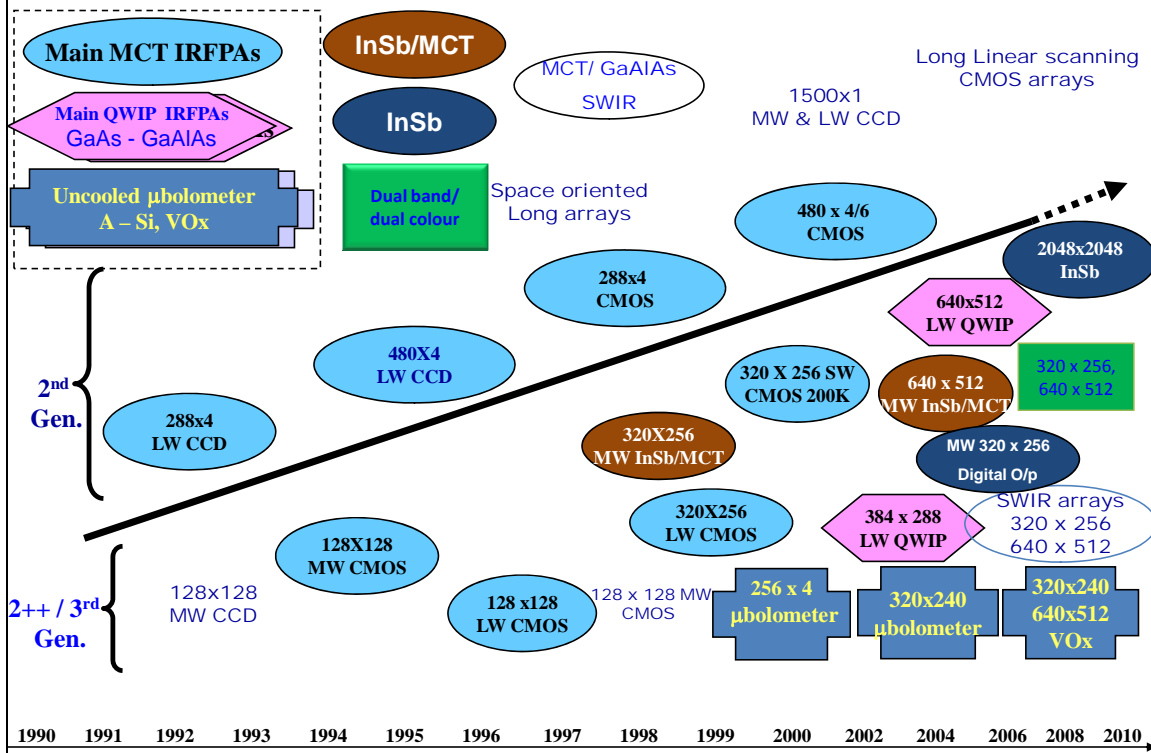 Main MCT IRFPAs
Main QWIP IRFPAs
GaAs - GaAlAs
Uncooled µbolometer
A – Si, VOx
InSb/MCT
InSb
Dual band/
dual colour
MCT/ GaAlAs
SWIR
Space oriented
Long arrays
1500x1
MW & LW CCD
Long Linear scanning
CMOS arrays
480 x 4/6
CMOS
2048x2048
InSb
288x4
CMOS
640x512
LW QWIP
2nd
Gen.
480X4
LW CCD
320 X 256 SW
CMOS 200K
640 x 512
MW InSb/MCT
320 x 256,
640 x 512
288x4
LW CCD
320X256
MW InSb/MCT
MW 320 x 256
Digital O/p
320X256
LW CMOS
384 x 288
LW QWIP
SWIR arrays
320 x 256
640 x 512
128X128
MW CMOS
2++ / 3rd
Gen.
128x128
MW CCD
128 x128
LW CMOS
128 x 128 MW
CMOS
256 x 4
µbolometer
320x240
µbolometer
320x240
640x512
VOx
1990 1991 1992 1993 1994 1995 1996 1997 1998 1999 2000 2002 2004 2006 2008 2010